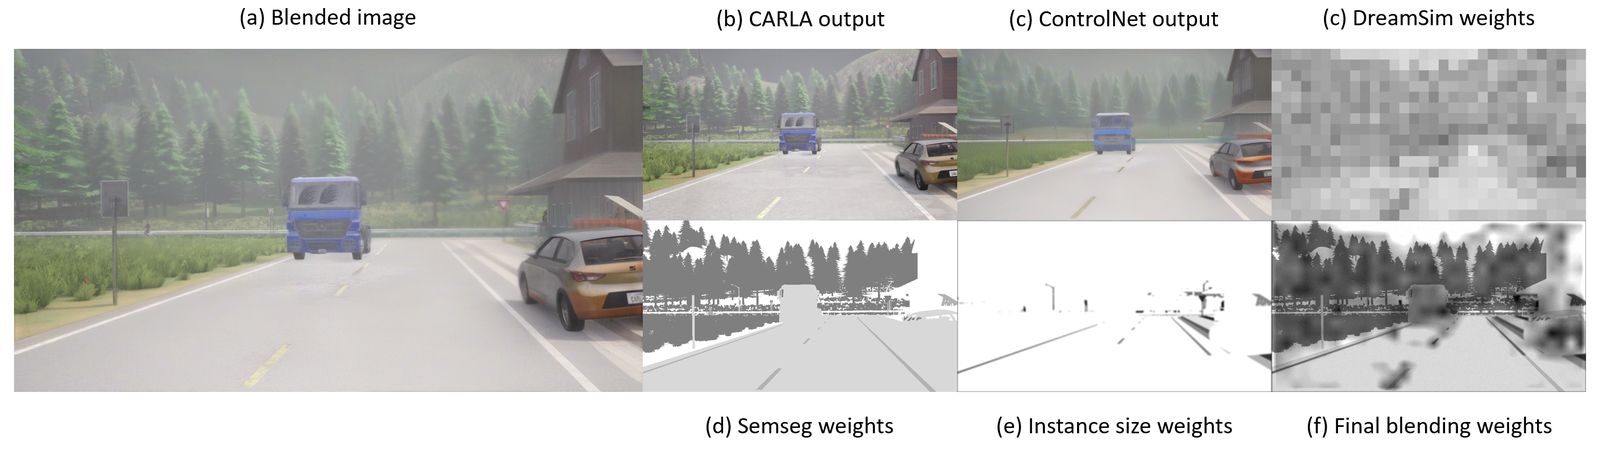 (a) Blended image
(b) CARLA output
(c) ControlNet output
(c) DreamSim weights
(d) Semseg weights
(e) Instance size weights
(f) Final blending weights